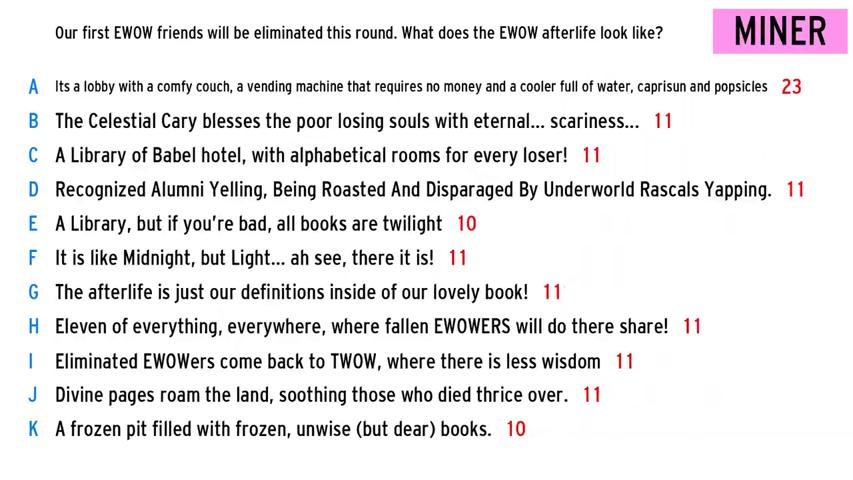 Our first EWOW friends will be eliminated this round. What does the EWOW afterlife look like?
MINER
A Its a lobby with a comfy couch, a vending machine that requires no money and a cooler full of water, caprisun and popsicles 23
B The Celestial Cary blesses the poor losing souls with eternal... scariness... 11
C A Library of Babel hotel, with alphabetical rooms for every loser! 11
D Recognized Alumni Yelling, Being Roasted And Disparaged By Underworld Rascals Yapping. 11
E A Library, but if you're bad, all books are twilight 10
F It is like Midnight, but Light... ah see, there it is! 11
G The afterlife is just our definitions inside of our lovely book! 11
H Eleven of everything, everywhere, where fallen EWOWERS will do there share! 11
I Eliminated EWOWers come back to TWOW, where there is less wisdom 11
J Divine pages roam the land, soothing those who died thrice over. 11
K A frozen pit filled with frozen, unwise (but dear) books. 10